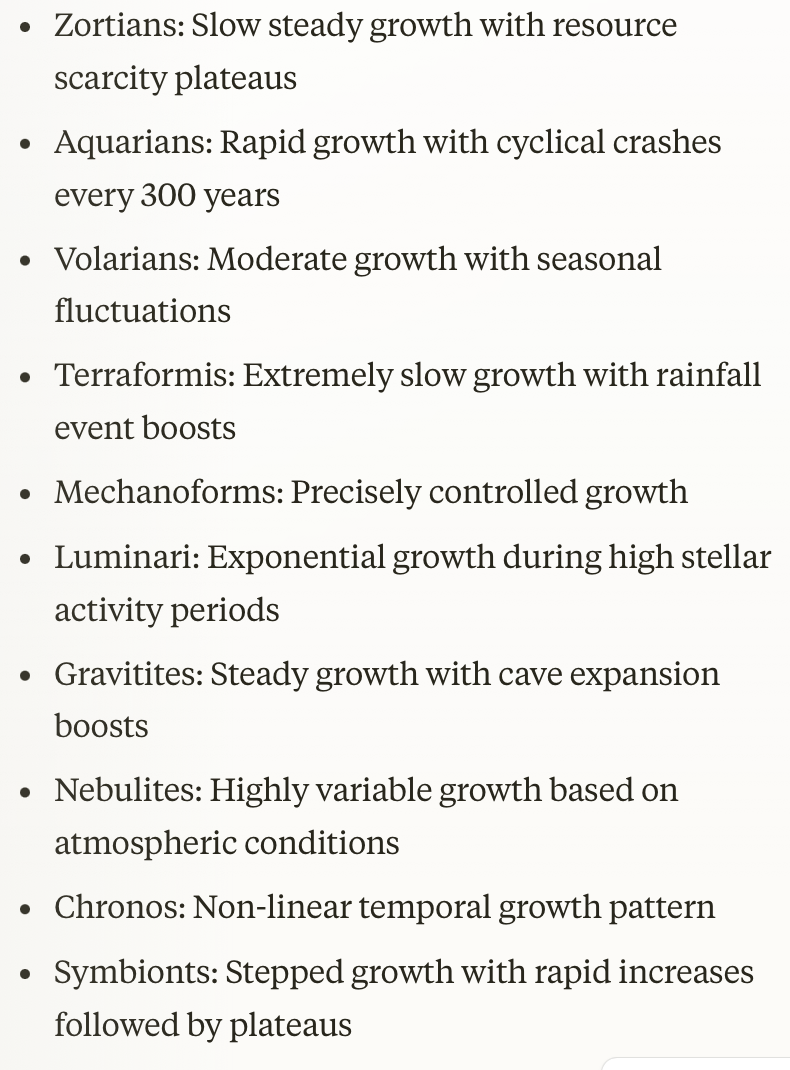 • Zortians: Slow steady growth with resource
scarcity plateaus
• Aquarians: Rapid growth with cyclical crashes
every 300 years
• Volarians: Moderate growth with seasonal
fluctuations
• Terraformis: Extremely slow growth with rainfall
event boosts
• Mechanoforms: Precisely controlled growth
• Luminari: Exponential growth during high stellar
activity periods
• Gravitites: Steady growth with cave expansion
boosts
• Nebulites: Highly variable growth based on
atmospheric conditions
• Chronos: Non-linear temporal growth pattern
• Symbionts: Stepped growth with rapid increases
followed by plateaus